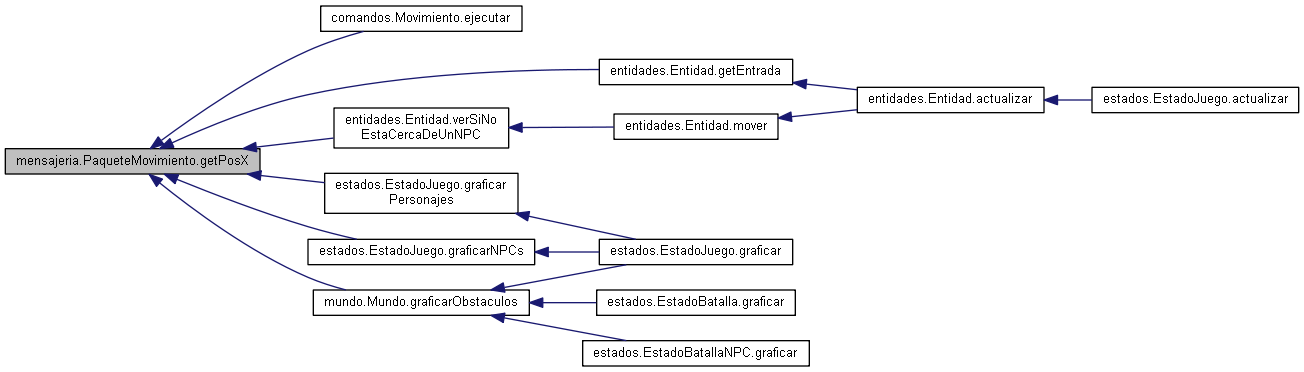 comandos.Movimiento.ejecutar
entidades.Entidad.getEntrada
entidades.Entidad.actualizar
estados.EstadoJuego.actualizar
entidades.Entidad.verSiNo
EstaCercaDeUnNPC
entidades.Entidad.mover
mensajeria.PaqueteMovimiento.getPosX
estados.EstadoJuego.graficar
Personajes
estados.EstadoJuego.graficarNPCs
estados.EstadoJuego.graficar
mundo.Mundo.graficarObstaculos
estados.EstadoBatalla.graficar
estados.EstadoBatallaNPC.graficar